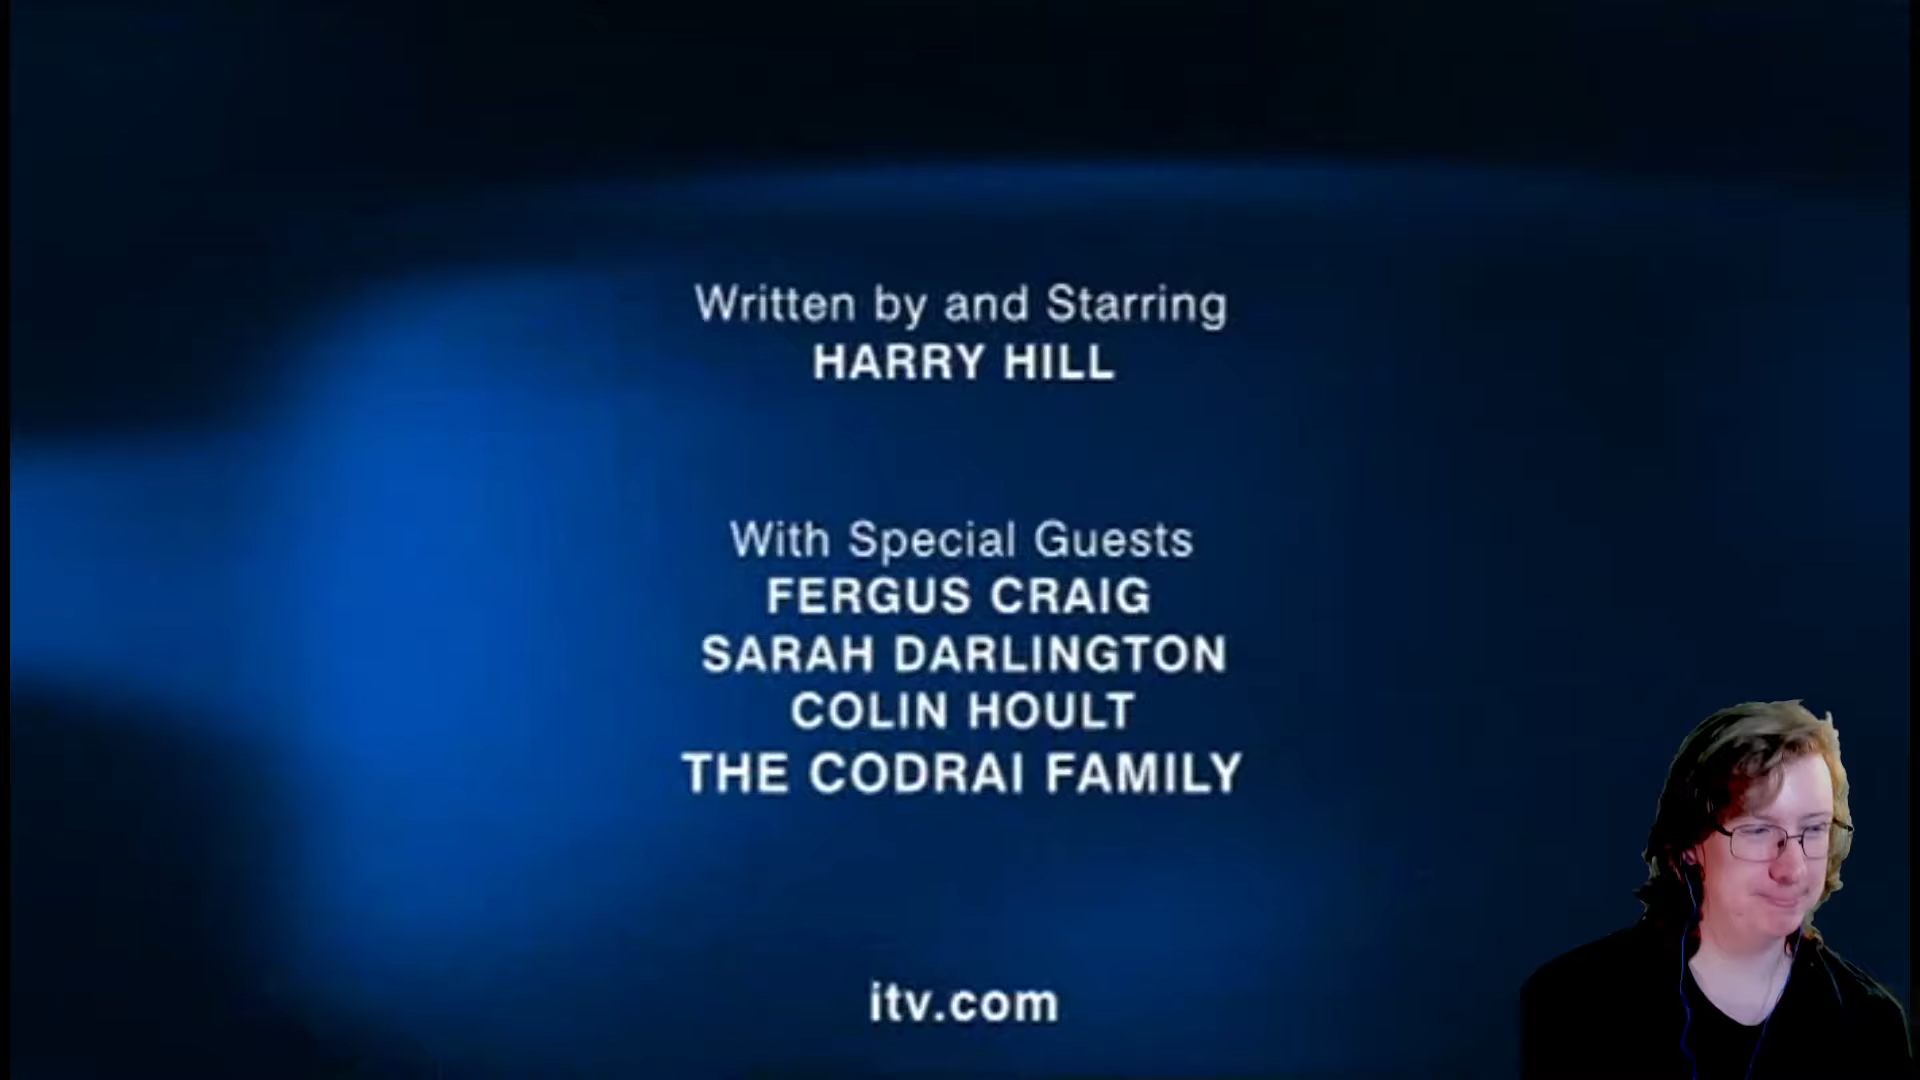 Written by and Starring
HARRY HILL
With Special Guests
FERGUS CRAIG
SARAH DARLINGTON
COLIN HOULT
THE CODRAI FAMILY
itv.com